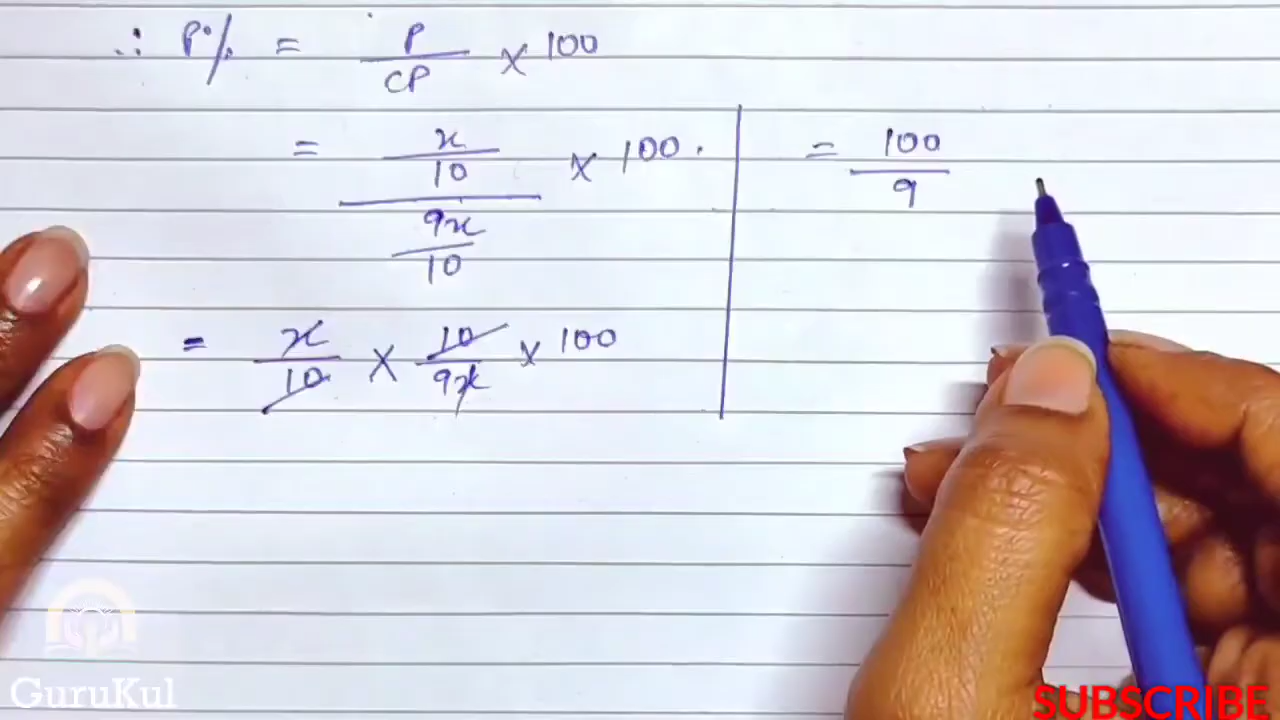 ∴ P% = P/CP × 100
= (x/10)/(9x/10) × 100.
= x/10 × 10/9x × 100
= 100/9
GuruKul
SUBSCRIBE